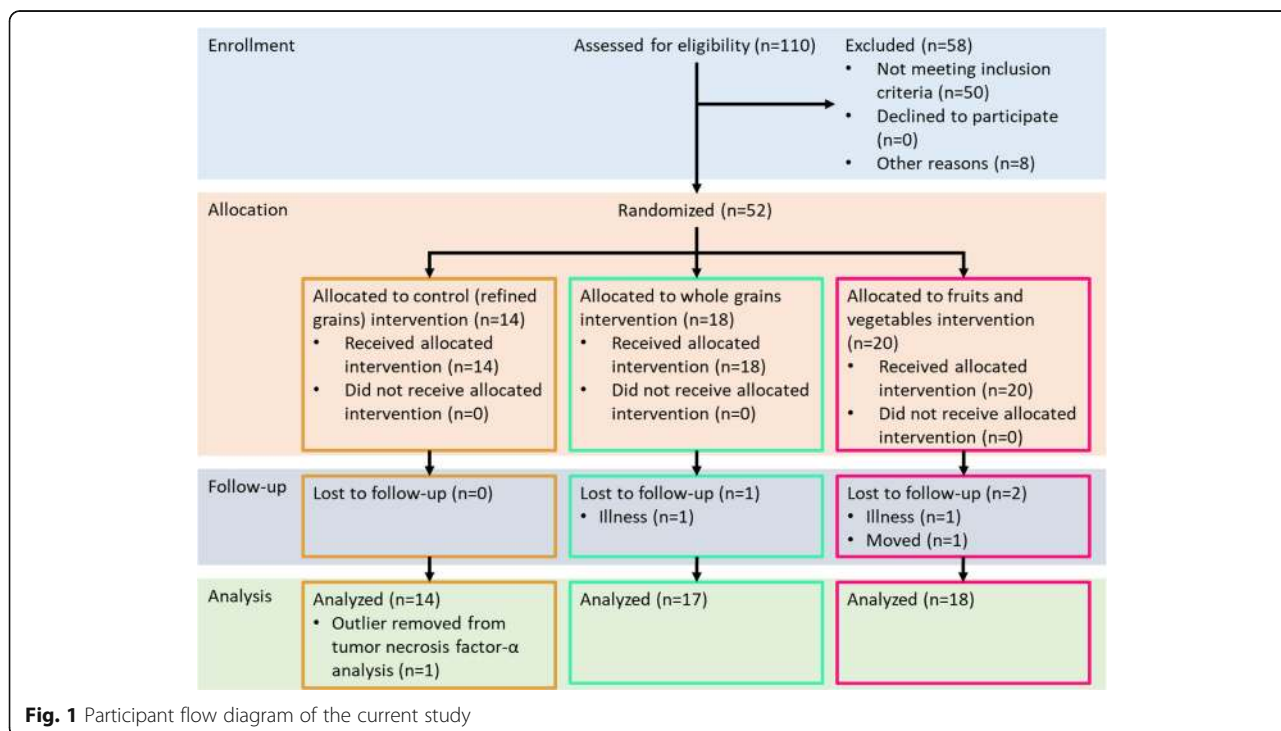 Enrollment
Assessed for eligibility (n=110)
Excluded (n=58)
• Not meeting inclusion
criteria (n=50)
• Declined to participate
(n=0)
• Other reasons (n=8)
Allocation
Randomized (n=52)
Allocated to control (refined
grains) intervention (n=14)
• Received allocated
intervention (n=14)
• Did not receive allocated
intervention (n=0)
Allocated to whole grains
intervention (n=18)
• Received allocated
intervention (n=18)
• Did not receive allocated
intervention (n=0)
Allocated to fruits and
vegetables intervention
(n=20)
• Received allocated
intervention (n=20)
• Did not receive allocated
intervention (n=0)
Follow-up
Lost to follow-up (n=0)
Lost to follow-up (n=1)
• Illness (n=1)
Lost to follow-up (n=2)
• Illness (n=1)
• Moved (n=1)
Analysis
Analyzed (n=14)
• Outlier removed from
tumor necrosis factor-α
analysis (n=1)
Analyzed (n=17)
Analyzed (n=18)
Fig. 1 Participant flow diagram of the current study